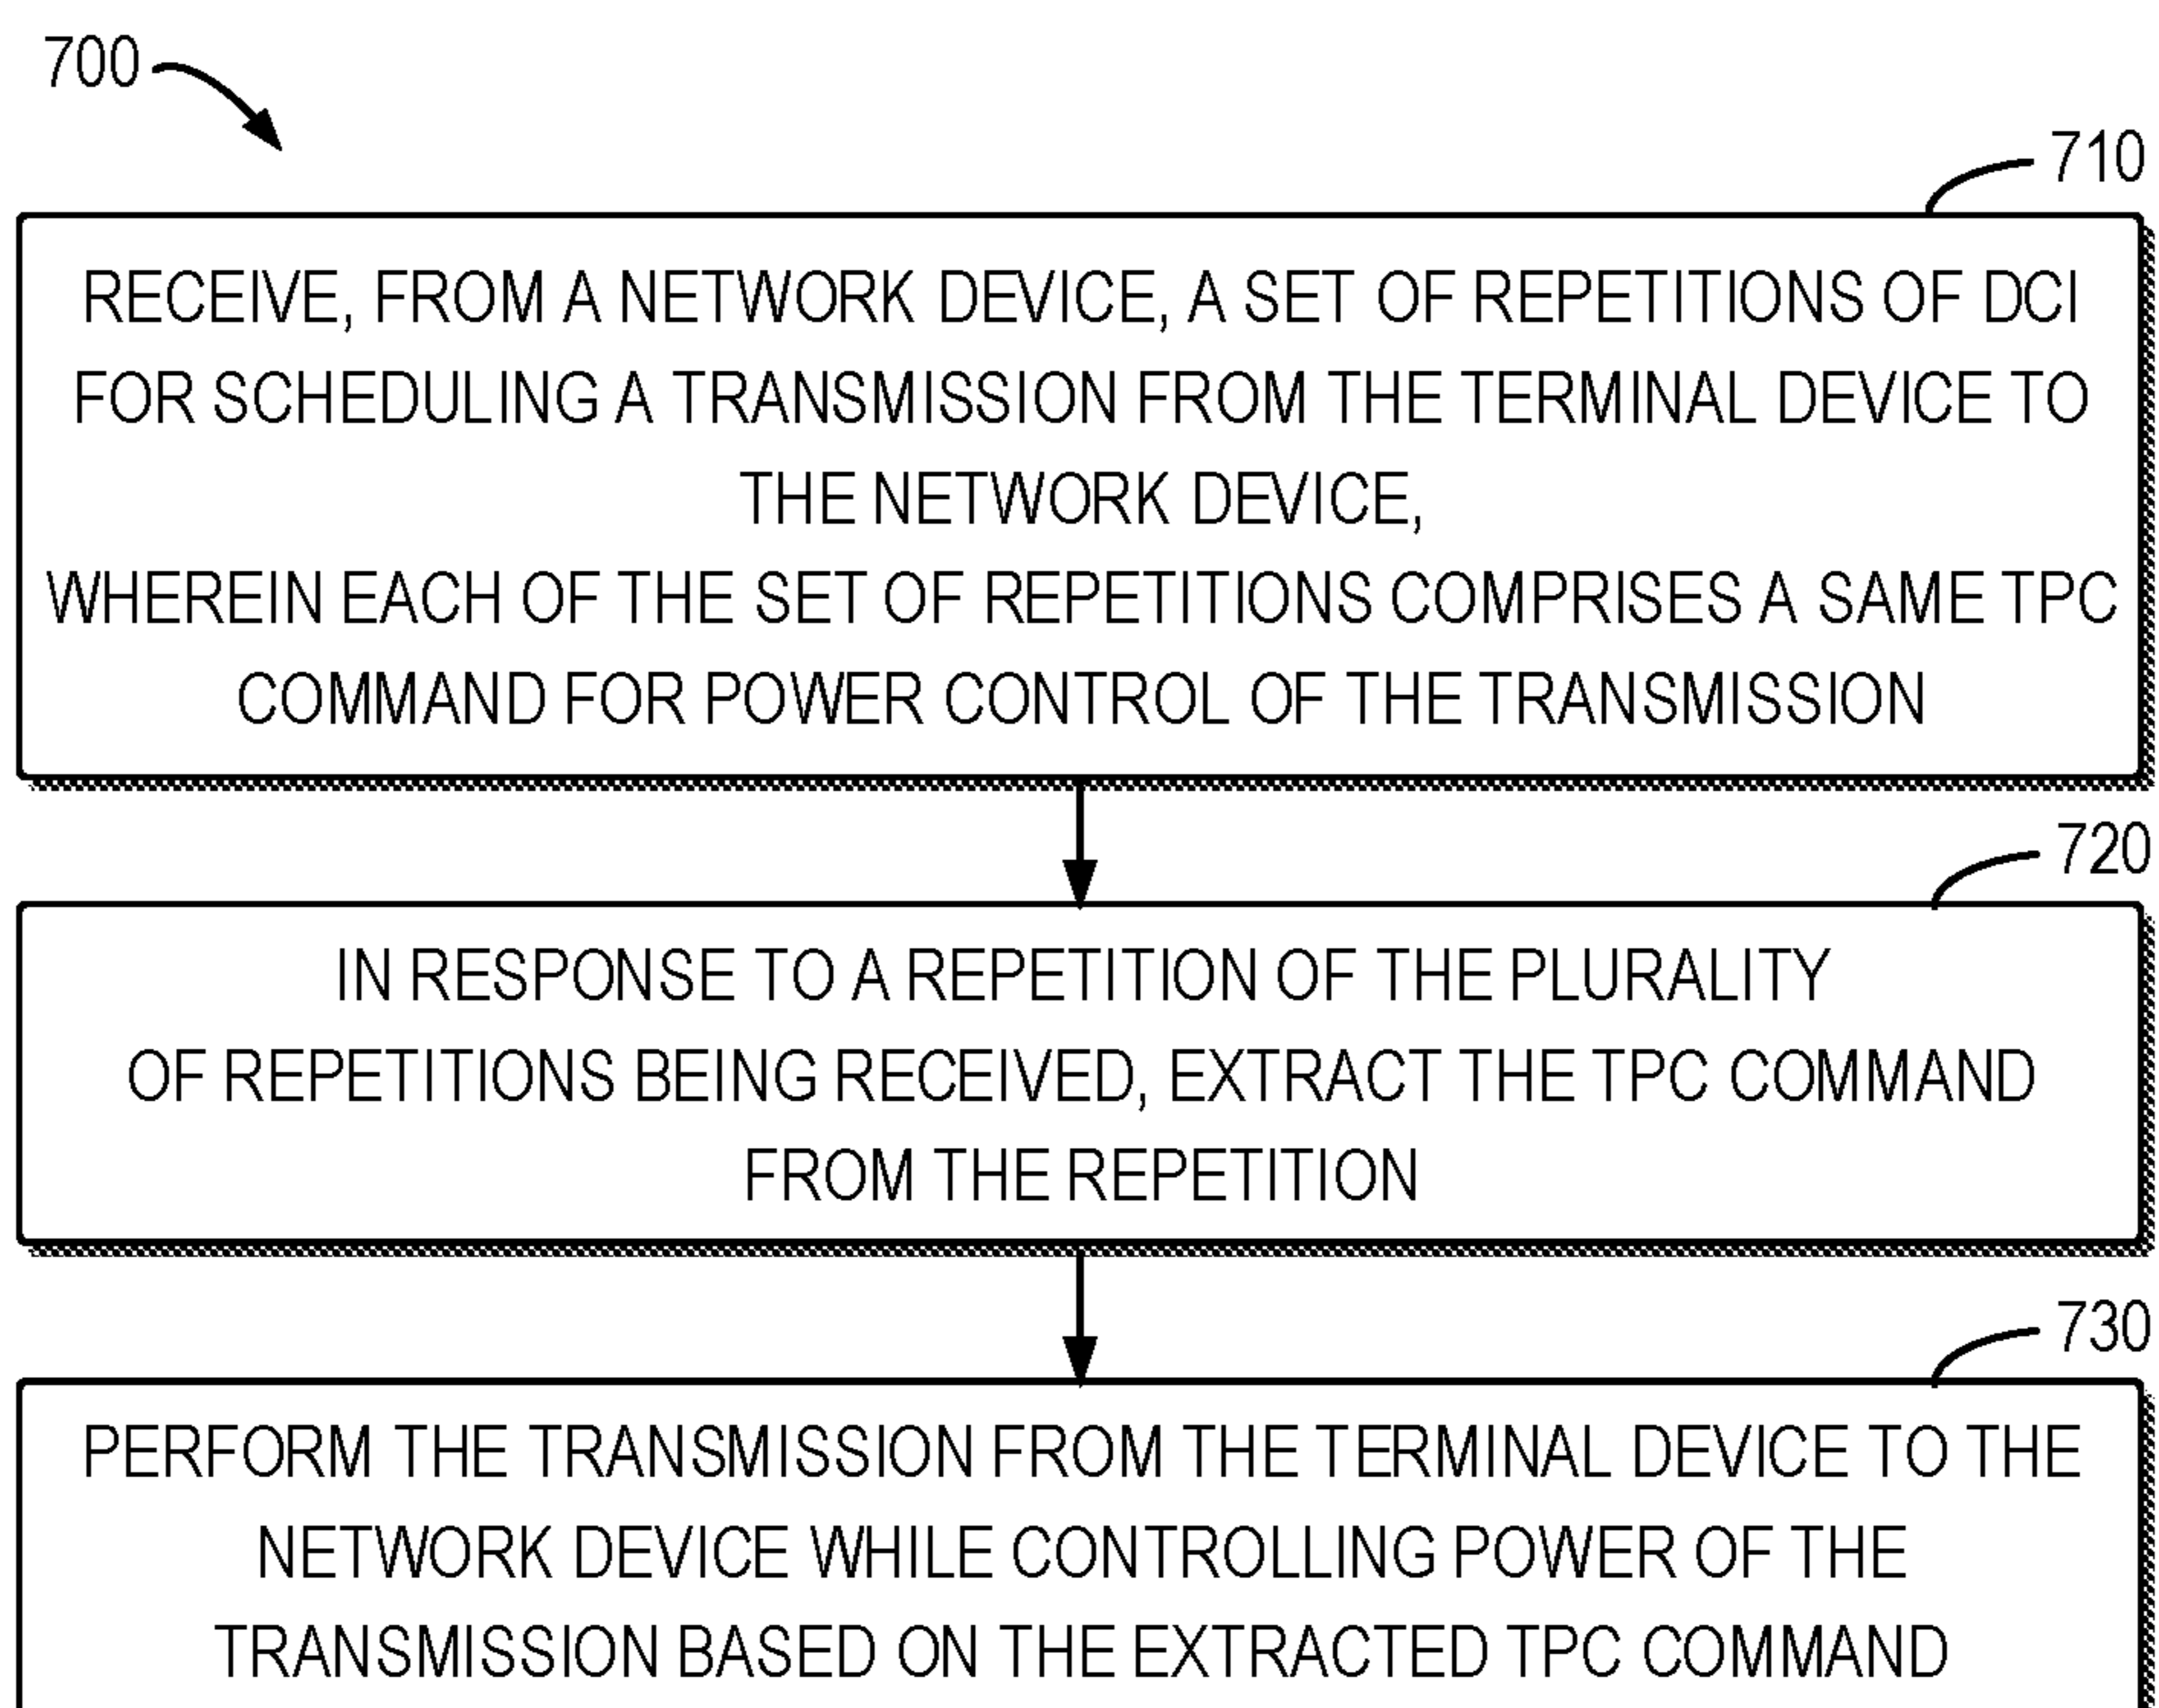 700
710
RECEIVE, FROM A NETWORK DEVICE, A SET OF REPETITIONS OF DCI
FOR SCHEDULING A TRANSMISSION FROM THE TERMINAL DEVICE TO
THE NETWORK DEVICE,
WHEREIN EACH OF THE SET OF REPETITIONS COMPRISES A SAME TPC
COMMAND FOR POWER CONTROL OF THE TRANSMISSION
720
IN RESPONSE TO A REPETITION OF THE PLURALITY
OF REPETITIONS BEING RECEIVED, EXTRACT THE TPC COMMAND
FROM THE REPETITION
730
PERFORM THE TRANSMISSION FROM THE TERMINAL DEVICE TO THE
NETWORK DEVICE WHILE CONTROLLING POWER OF THE
TRANSMISSION BASED ON THE EXTRACTED TPC COMMAND